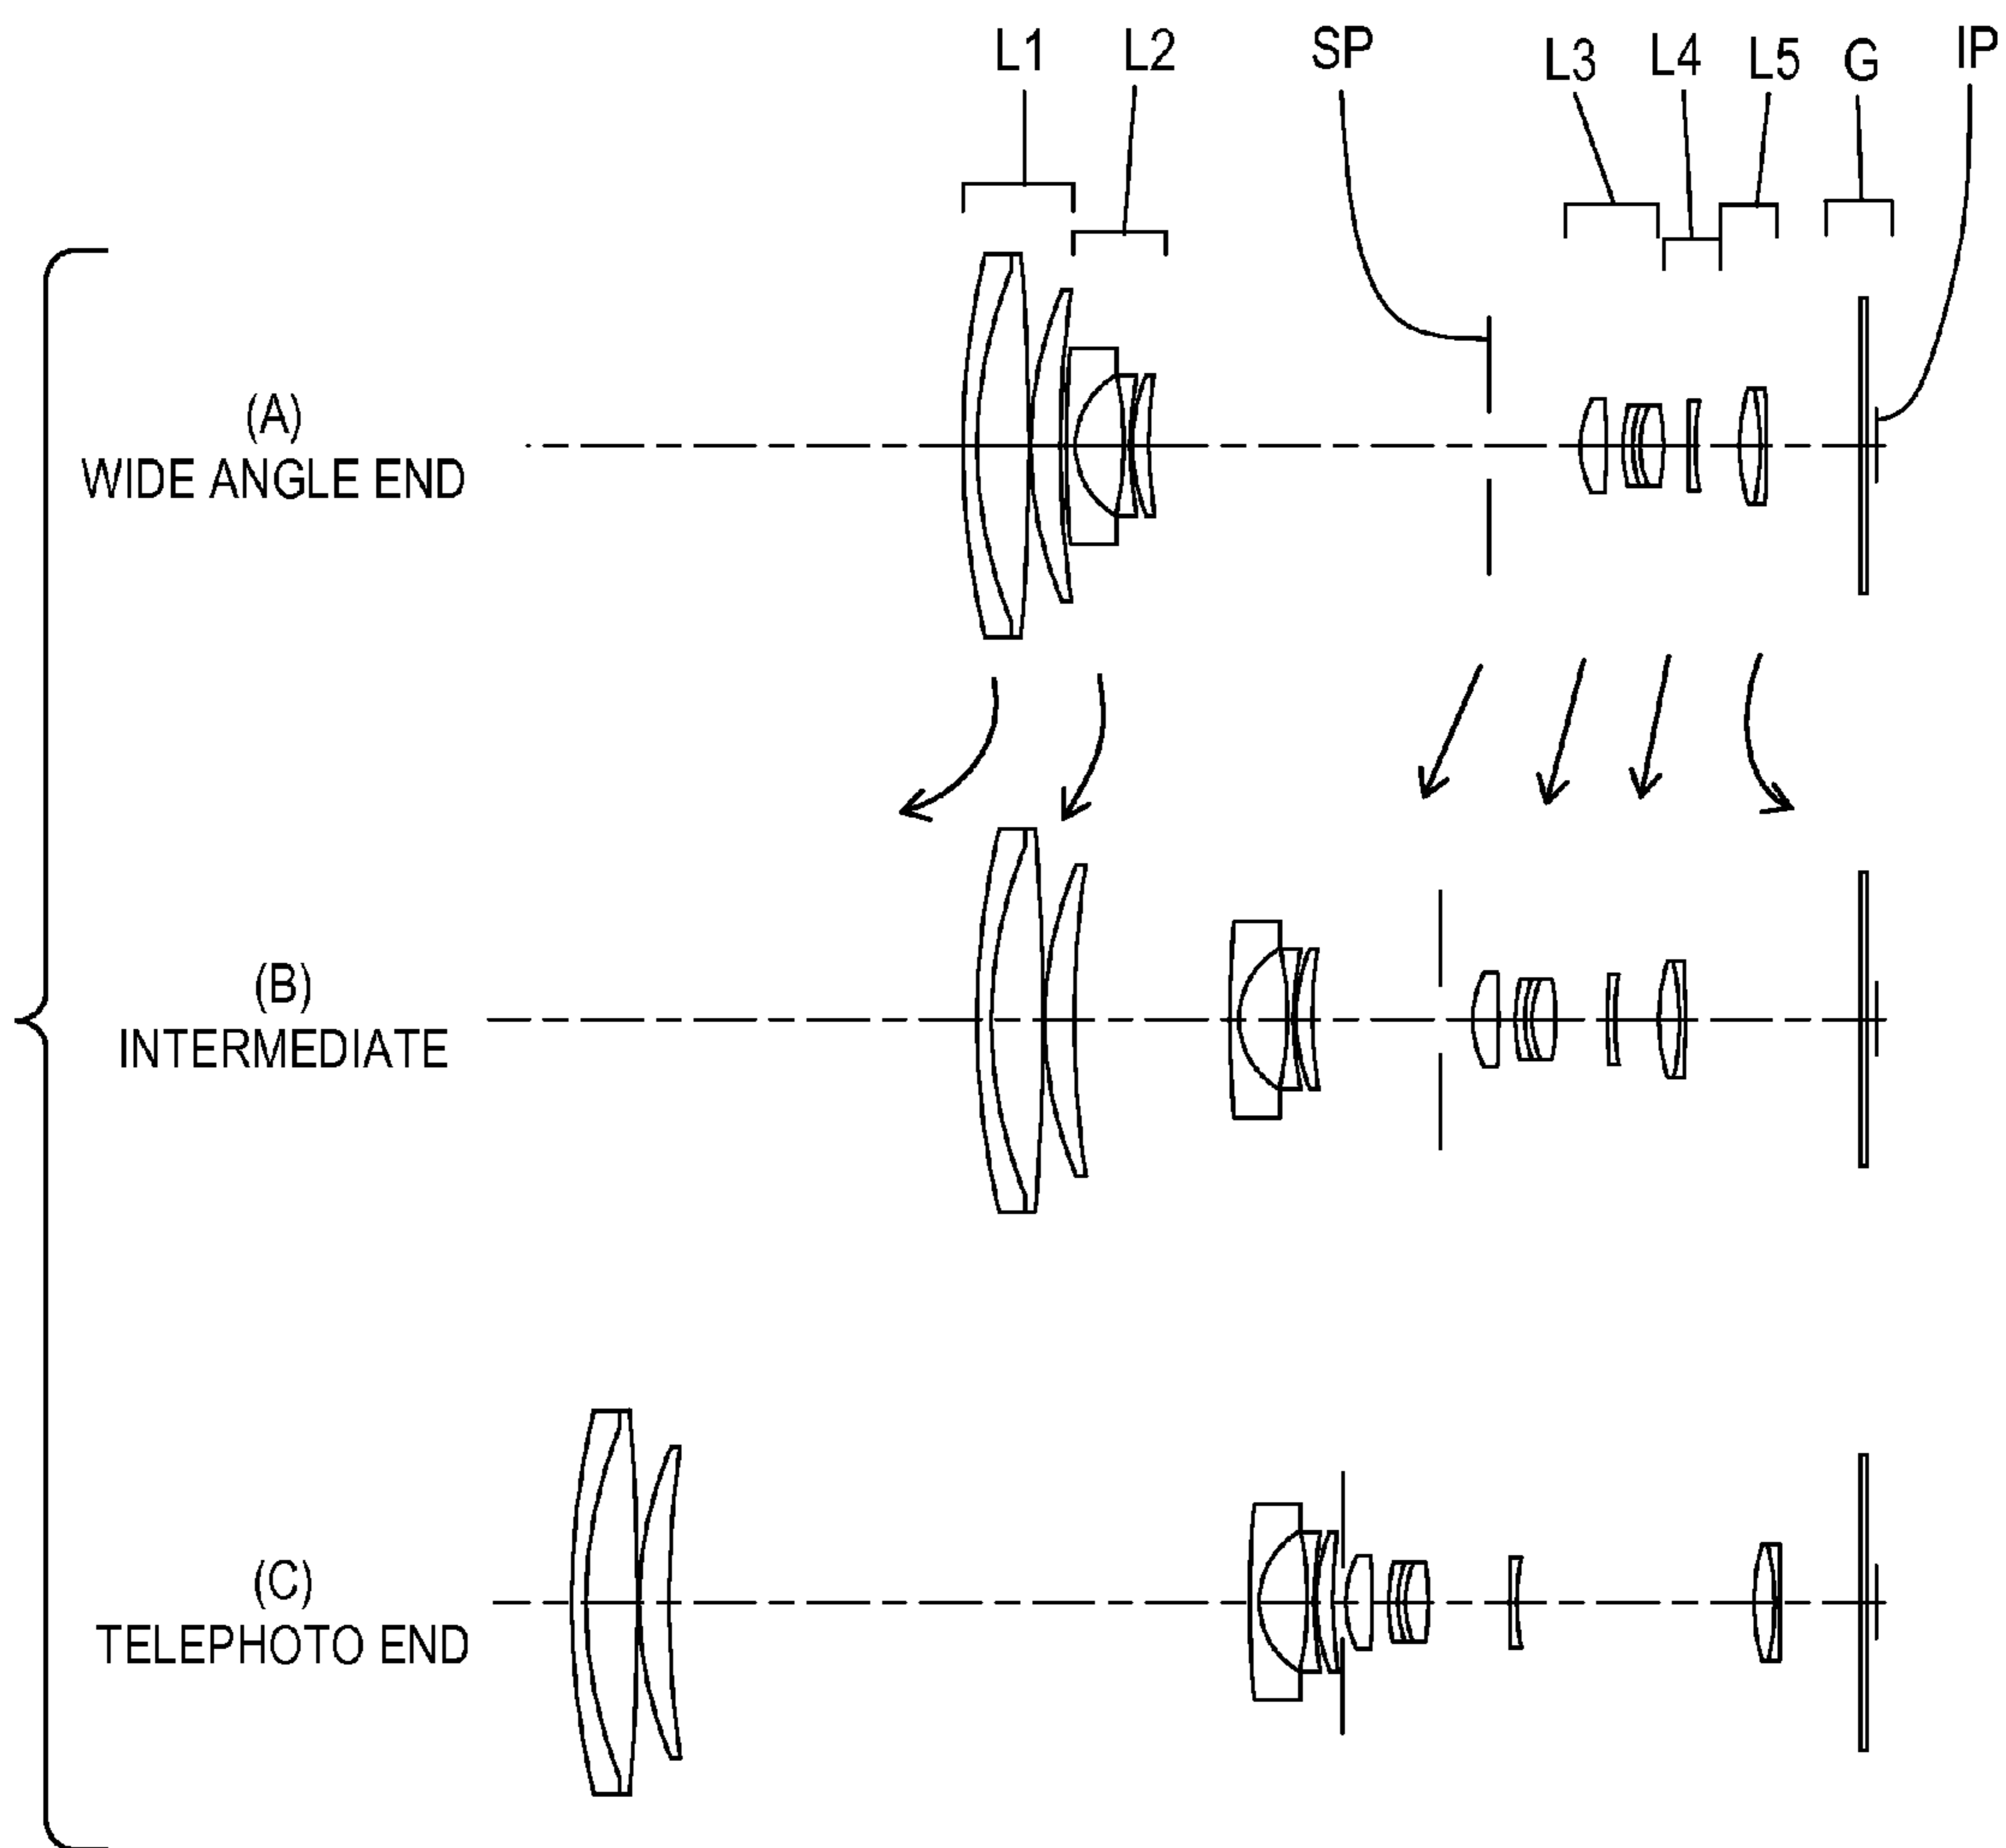 L1 L2 SP L3 L4 L5 G IP
(A)
WIDE ANGLE END
(B)
INTERMEDIATE
(C)
TELEPHOTO END